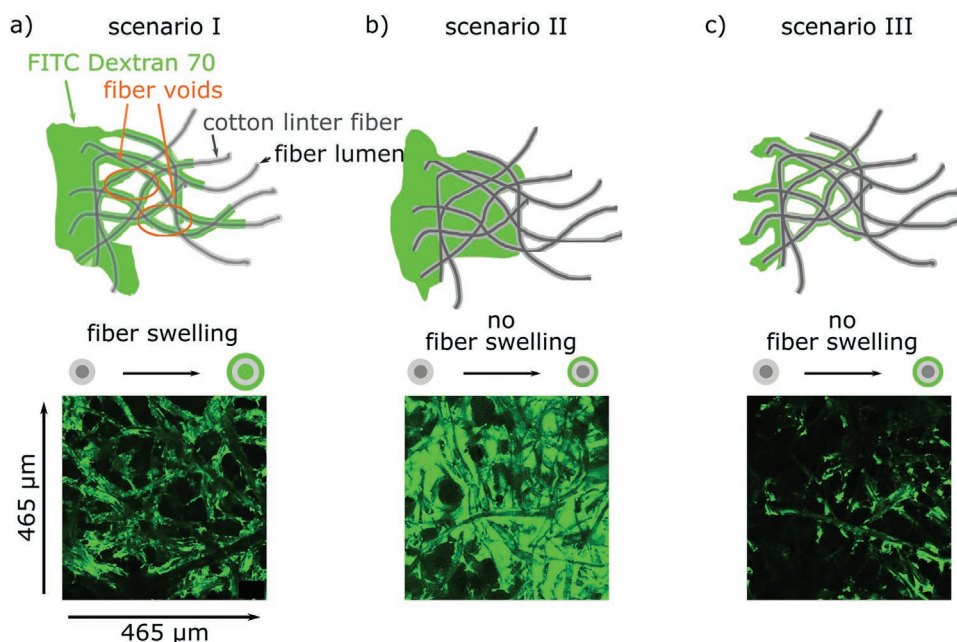 a) scenario I
b) scenario II
c) scenario III
FITC Dextran 70
fiber voids
cotton linter fiber
fiber lumen
fiber swelling
no
fiber swelling
no
fiber swelling
465 µm
465 µm